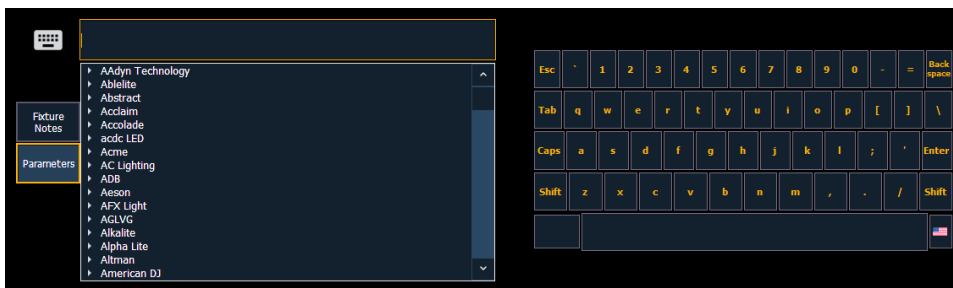 Fixture
Notes
Parameters
AAdyn Technology
Ablelite
Abstract
Acclaim
Accolade
acdc LED
Acme
AC Lighting
ADB
Aeson
AFX Light
AGLVG
Alkalite
Alpha Lite
Altman
American DJ
Esc ` 1 2 3 4 5 6 7 8 9 0 - = Back
space
Tab q w e r t y u i o p [ ] \
Caps a s d f g h j k l ; ' Enter
Shift z x c v b n m , . / Shift